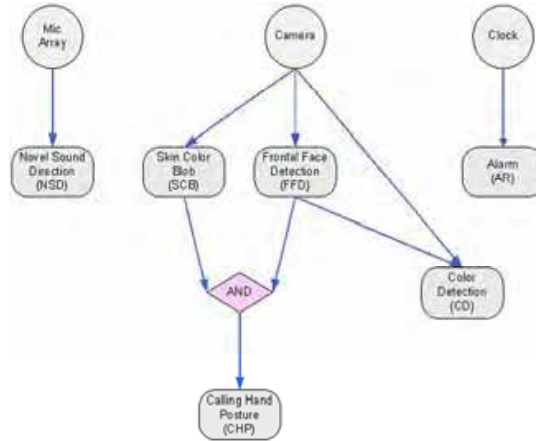 Mic
Array
Camera
Clock
Novel Sound
Direction
(NSD)
Skin Color
Blob
(SCB)
Frontal Face
Detection
(FFD)
Alarm
(AR)
AND
Color
Detection
(CD)
Calling Hand
Posture
(CHP)